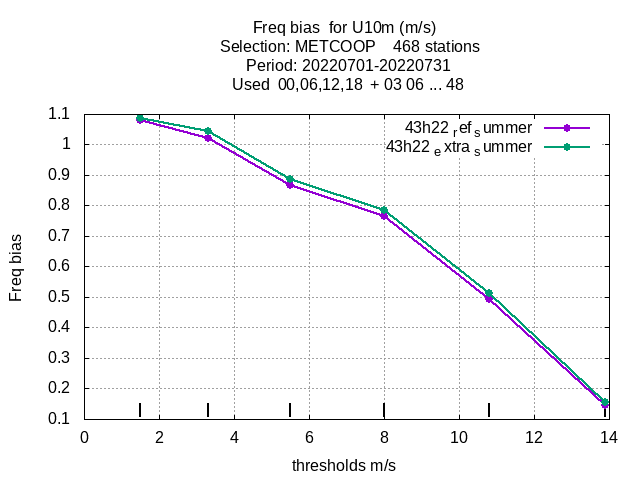 Freq bias  for U10m (m/s)
Selection: METCOOP    468 stations
Period: 20220701-20220731
Used  00,06,12,18  + 03 06 ... 48
43h22 ref summer
43h22 extra summer
1.1
1
0.9
0.8
0.7
0.6
0.5
0.4
0.3
0.2
0.1
Freq bias
0 2 4 6 8 10 12 14
thresholds m/s